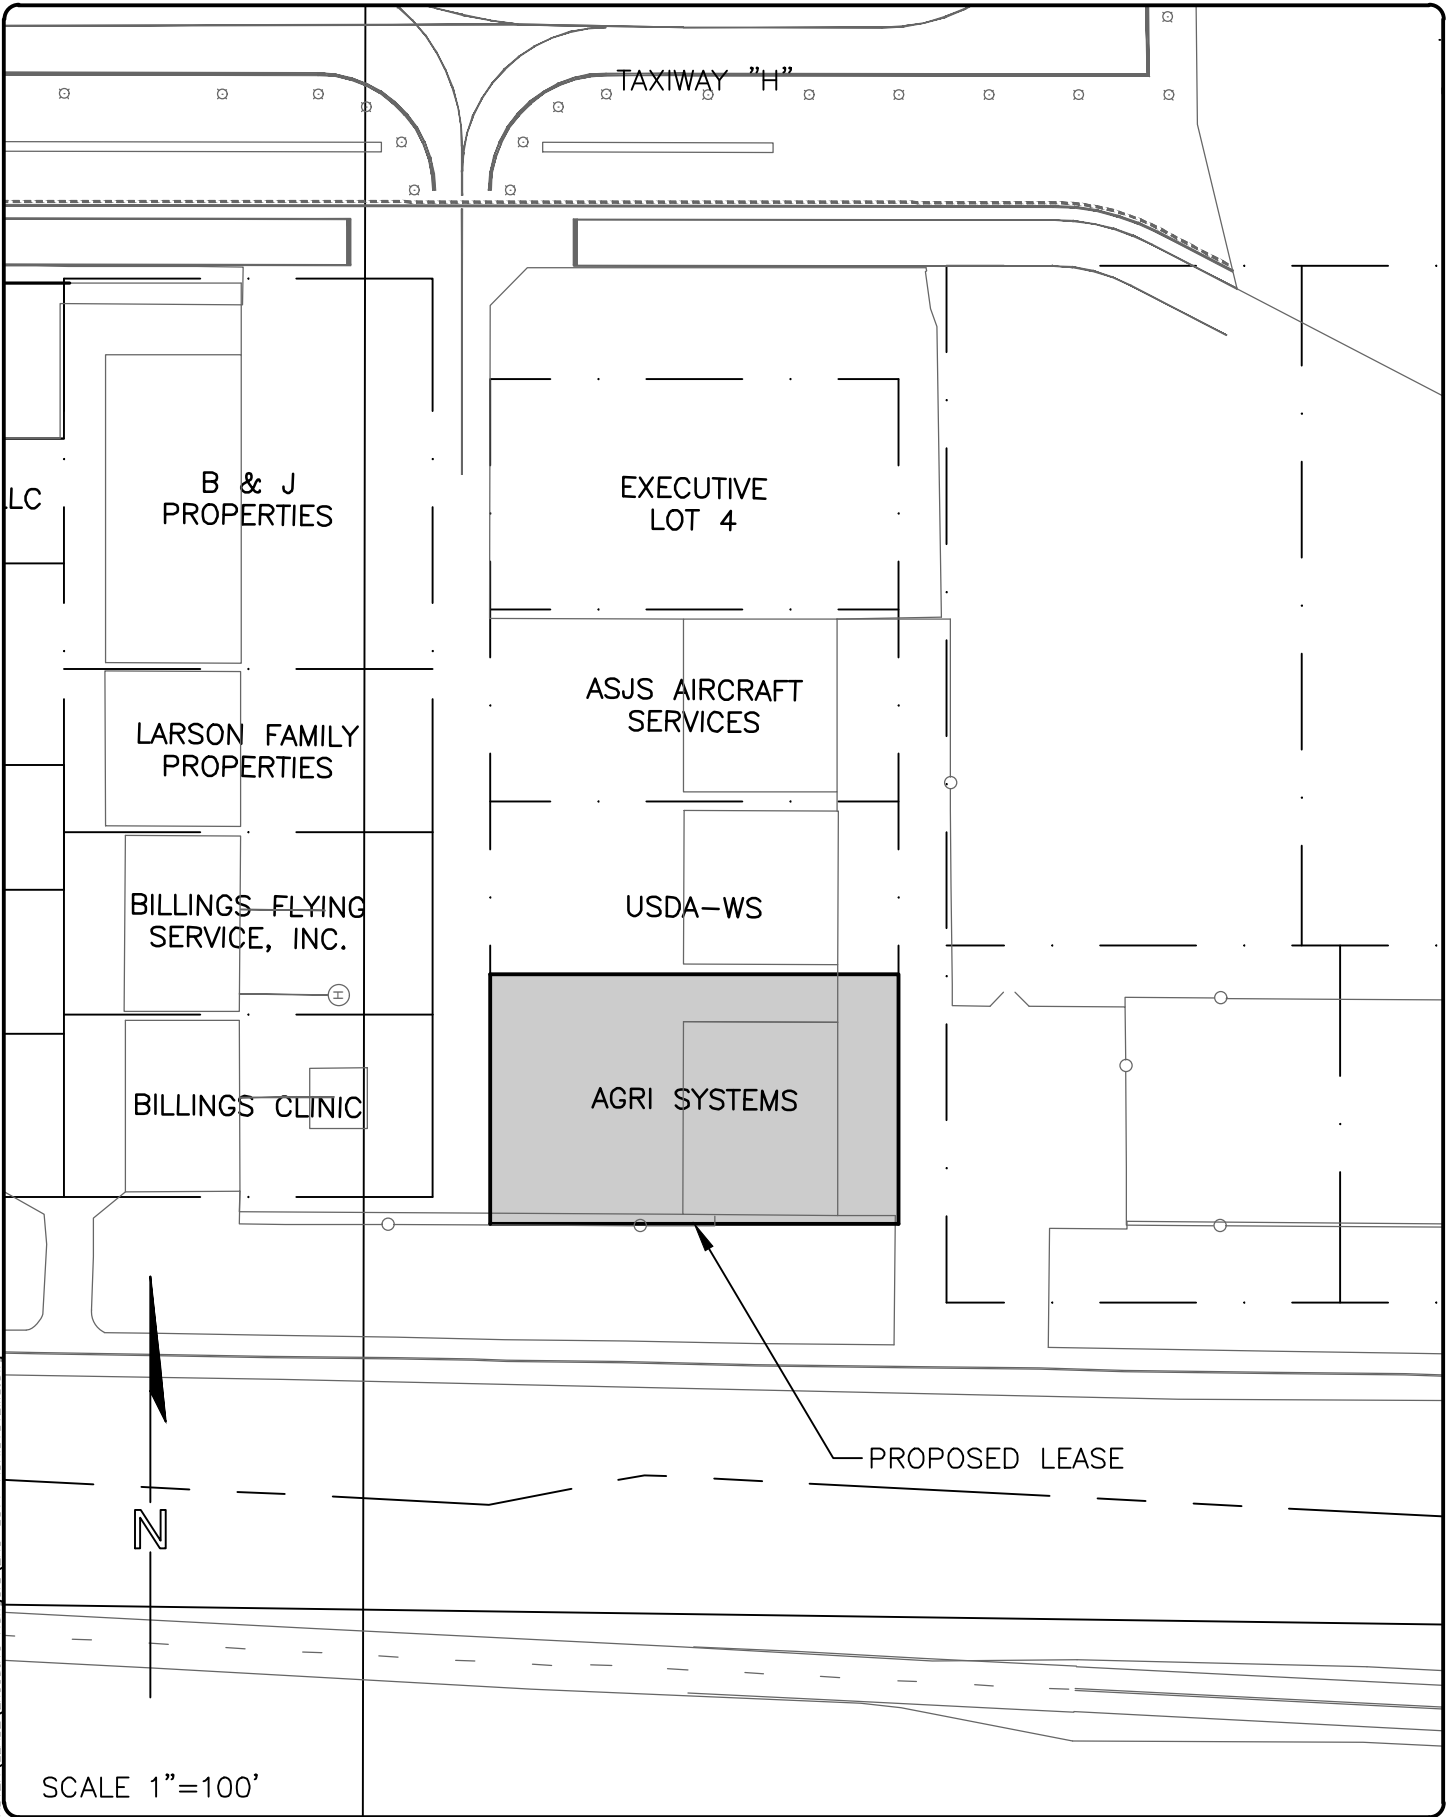 TAXIWAY "H"
B & J
PROPERTIES
EXECUTIVE
LOT 4
LLC
ASJS AIRCRAFT
SERVICES
LARSON FAMILY
PROPERTIES
BILLINGS FLYING
SERVICE, INC.
USDA-WS
H
BILLINGS CLINIC
AGRI SYSTEMS
PROPOSED LEASE
N
SCALE 1"=100'